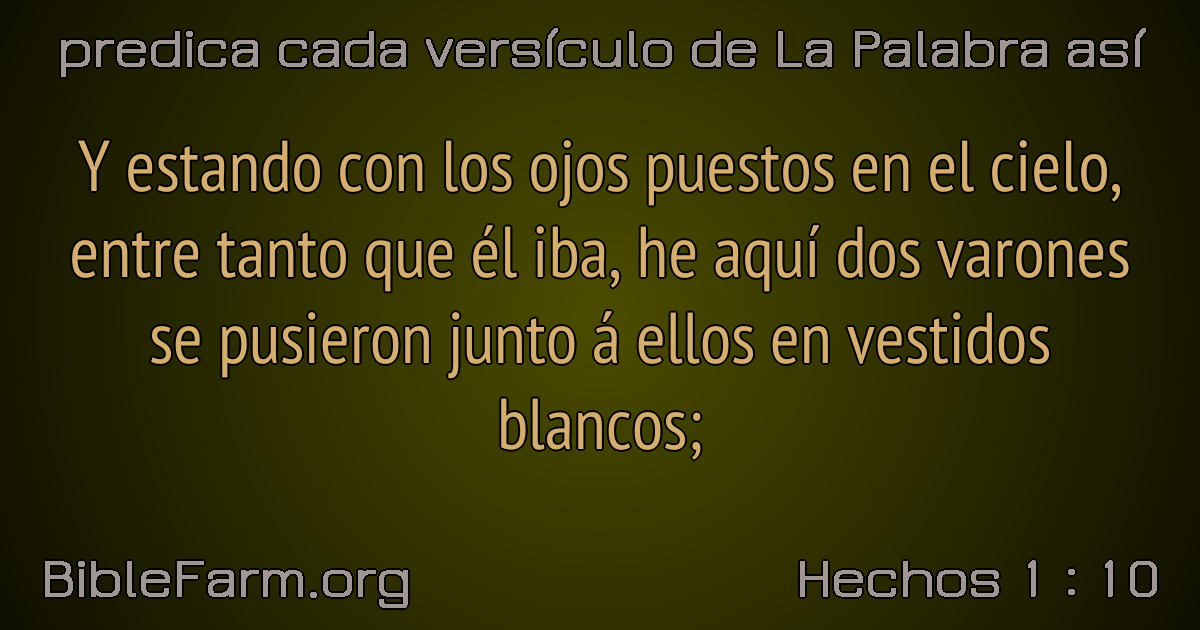 predica cada versículo de La Palabra así
Y estando con los ojos puestos en el cielo,
entre tanto que él iba, he aquí dos varones
se pusieron junto á ellos en vestidos
blancos;
BibleFarm.org
Hechos 1 : 10